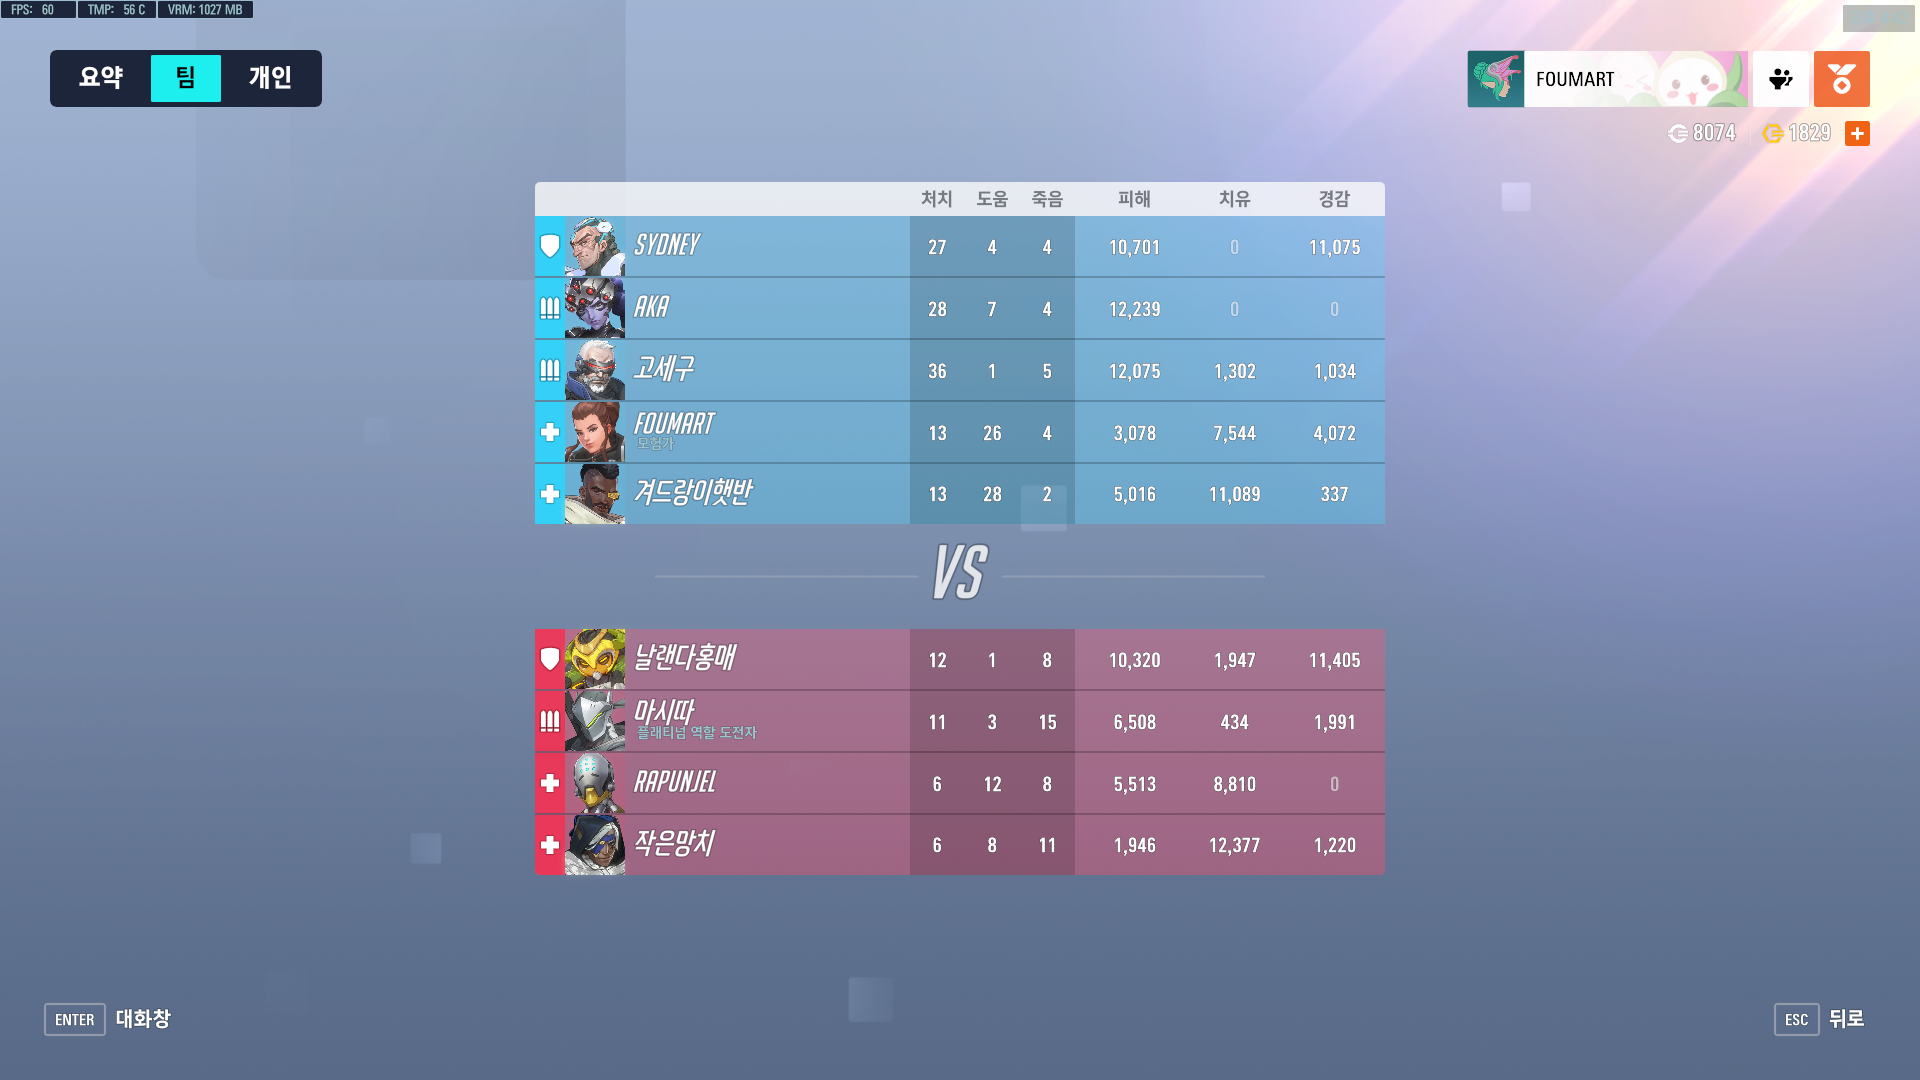 FPS: 60 TMP: 56 C VRM: 1027 MB
요약 팀 개인
FOUMART
8074 1829 +
처치 도움 죽음 피해 치유 경감
SYDNEY 27 4 4 10,701 0 11,075
AKA 28 7 4 12,239 0 0
고세구 36 1 5 12,075 1,302 1,034
FOUMART 13 26 4 3,078 7,544 4,072
모험가
겨드랑이햇반 13 28 2 5,016 11,089 337
VS
날랜다홍매 12 1 8 10,320 1,947 11,405
마시따 11 3 15 6,508 434 1,991
플래티넘 역할 도전자
RAPUNJEL 6 12 8 5,513 8,810 0
작은망치 6 8 11 1,946 12,377 1,220
ENTER 대화창
ESC 뒤로